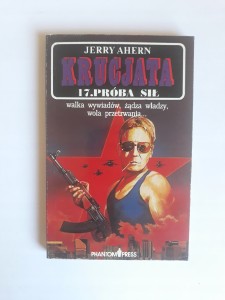 JERRY AHERN
KRUCJATA
17.PRÓBA SIŁ
walka wywiadów, żądza władzy,
wola przetrwania...
PHANTOM PRESS